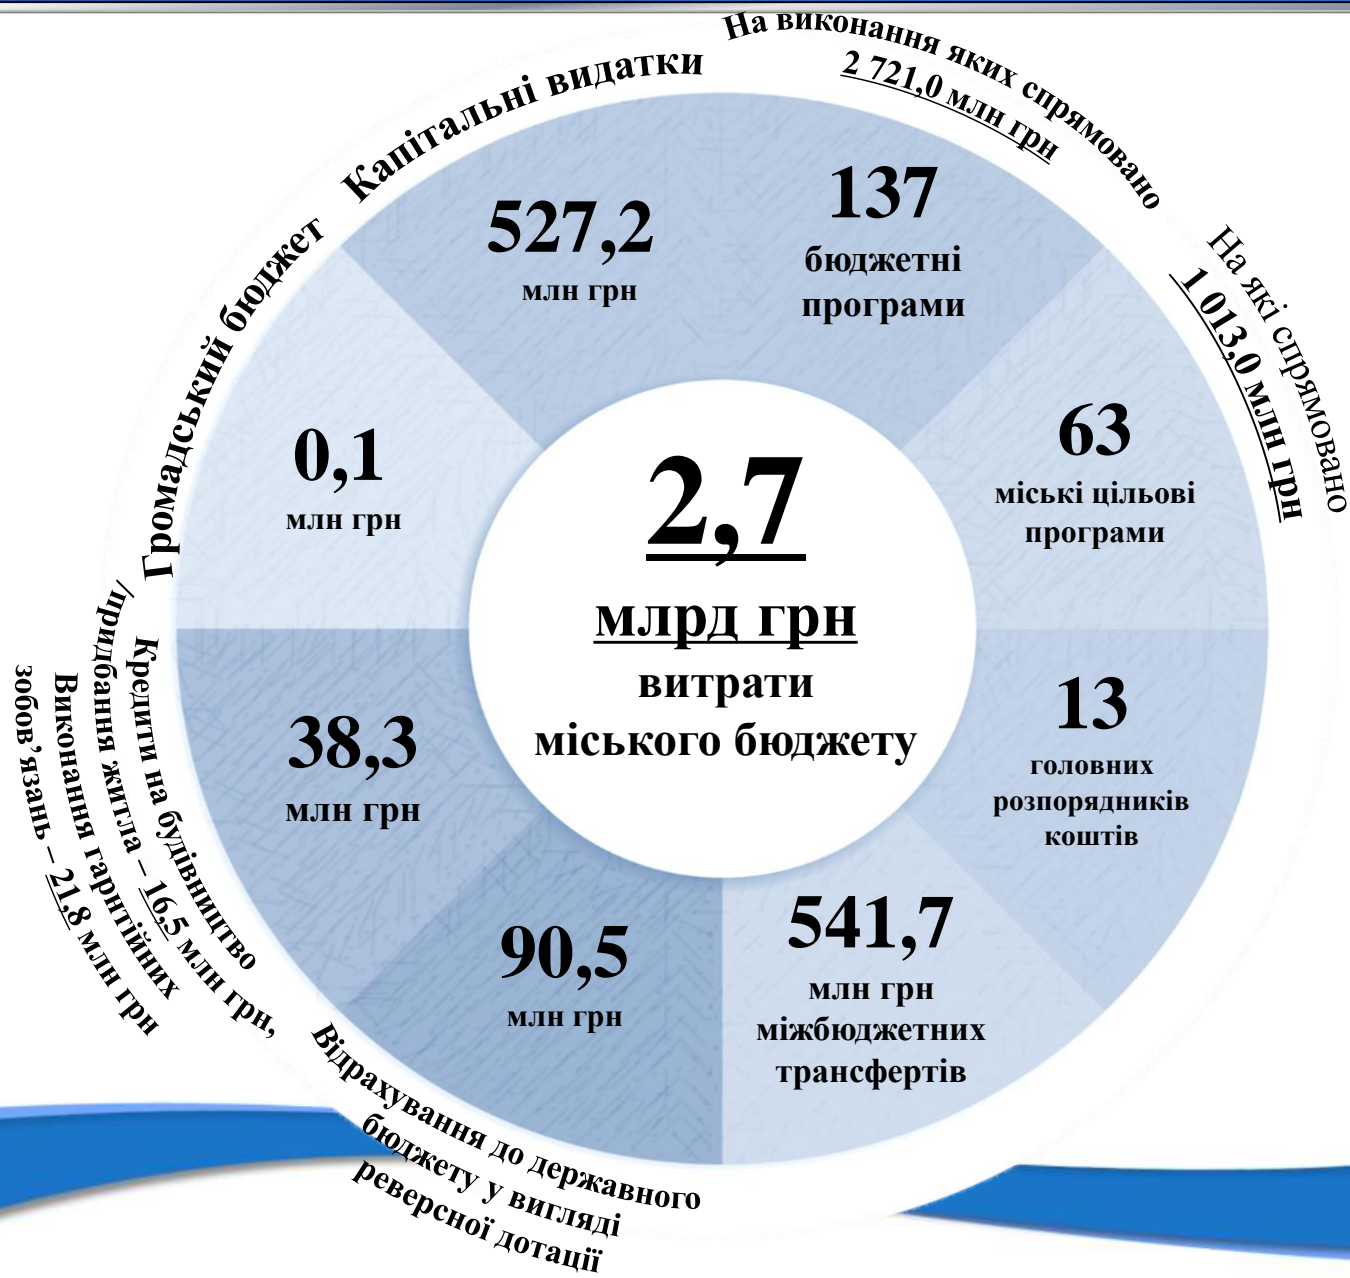 На виконання яких спрямовано
2 721,0 млн грн
137
бюджетні
програми
На які спрямовано
1 013,0 млн грн
63
міські цільові
програми
13
головних
розпорядників
коштів
541,7
млн грн
міжбюджетних
трансфертів
Відрахування до державного
бюджету у вигляді
реверсної дотації
90,5
млн грн
Кредити на будівництво
/придбання житла – 16,5 млн грн,
Виконання гарнтійних
зобов’язань – 21,8 млн грн
38,3
млн грн
Громадський бюджет
0,1
млн грн
Капітальні видатки
527,2
млн грн
2,7
млрд грн
витрати
міського бюджету